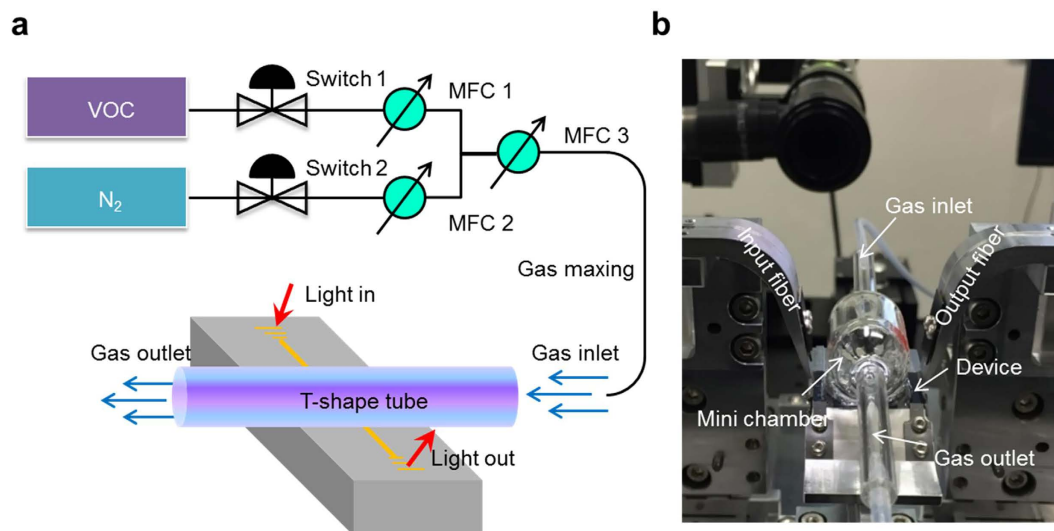 a
VOC
Switch 1
MFC 1
MFC 3
N2
Switch 2
MFC 2
Gas maxing
Light in
Gas outlet
Gas inlet
T-shape tube
Light out
b
Gas inlet
Input fiber
Output fiber
Device
Mini chamber
Gas outlet